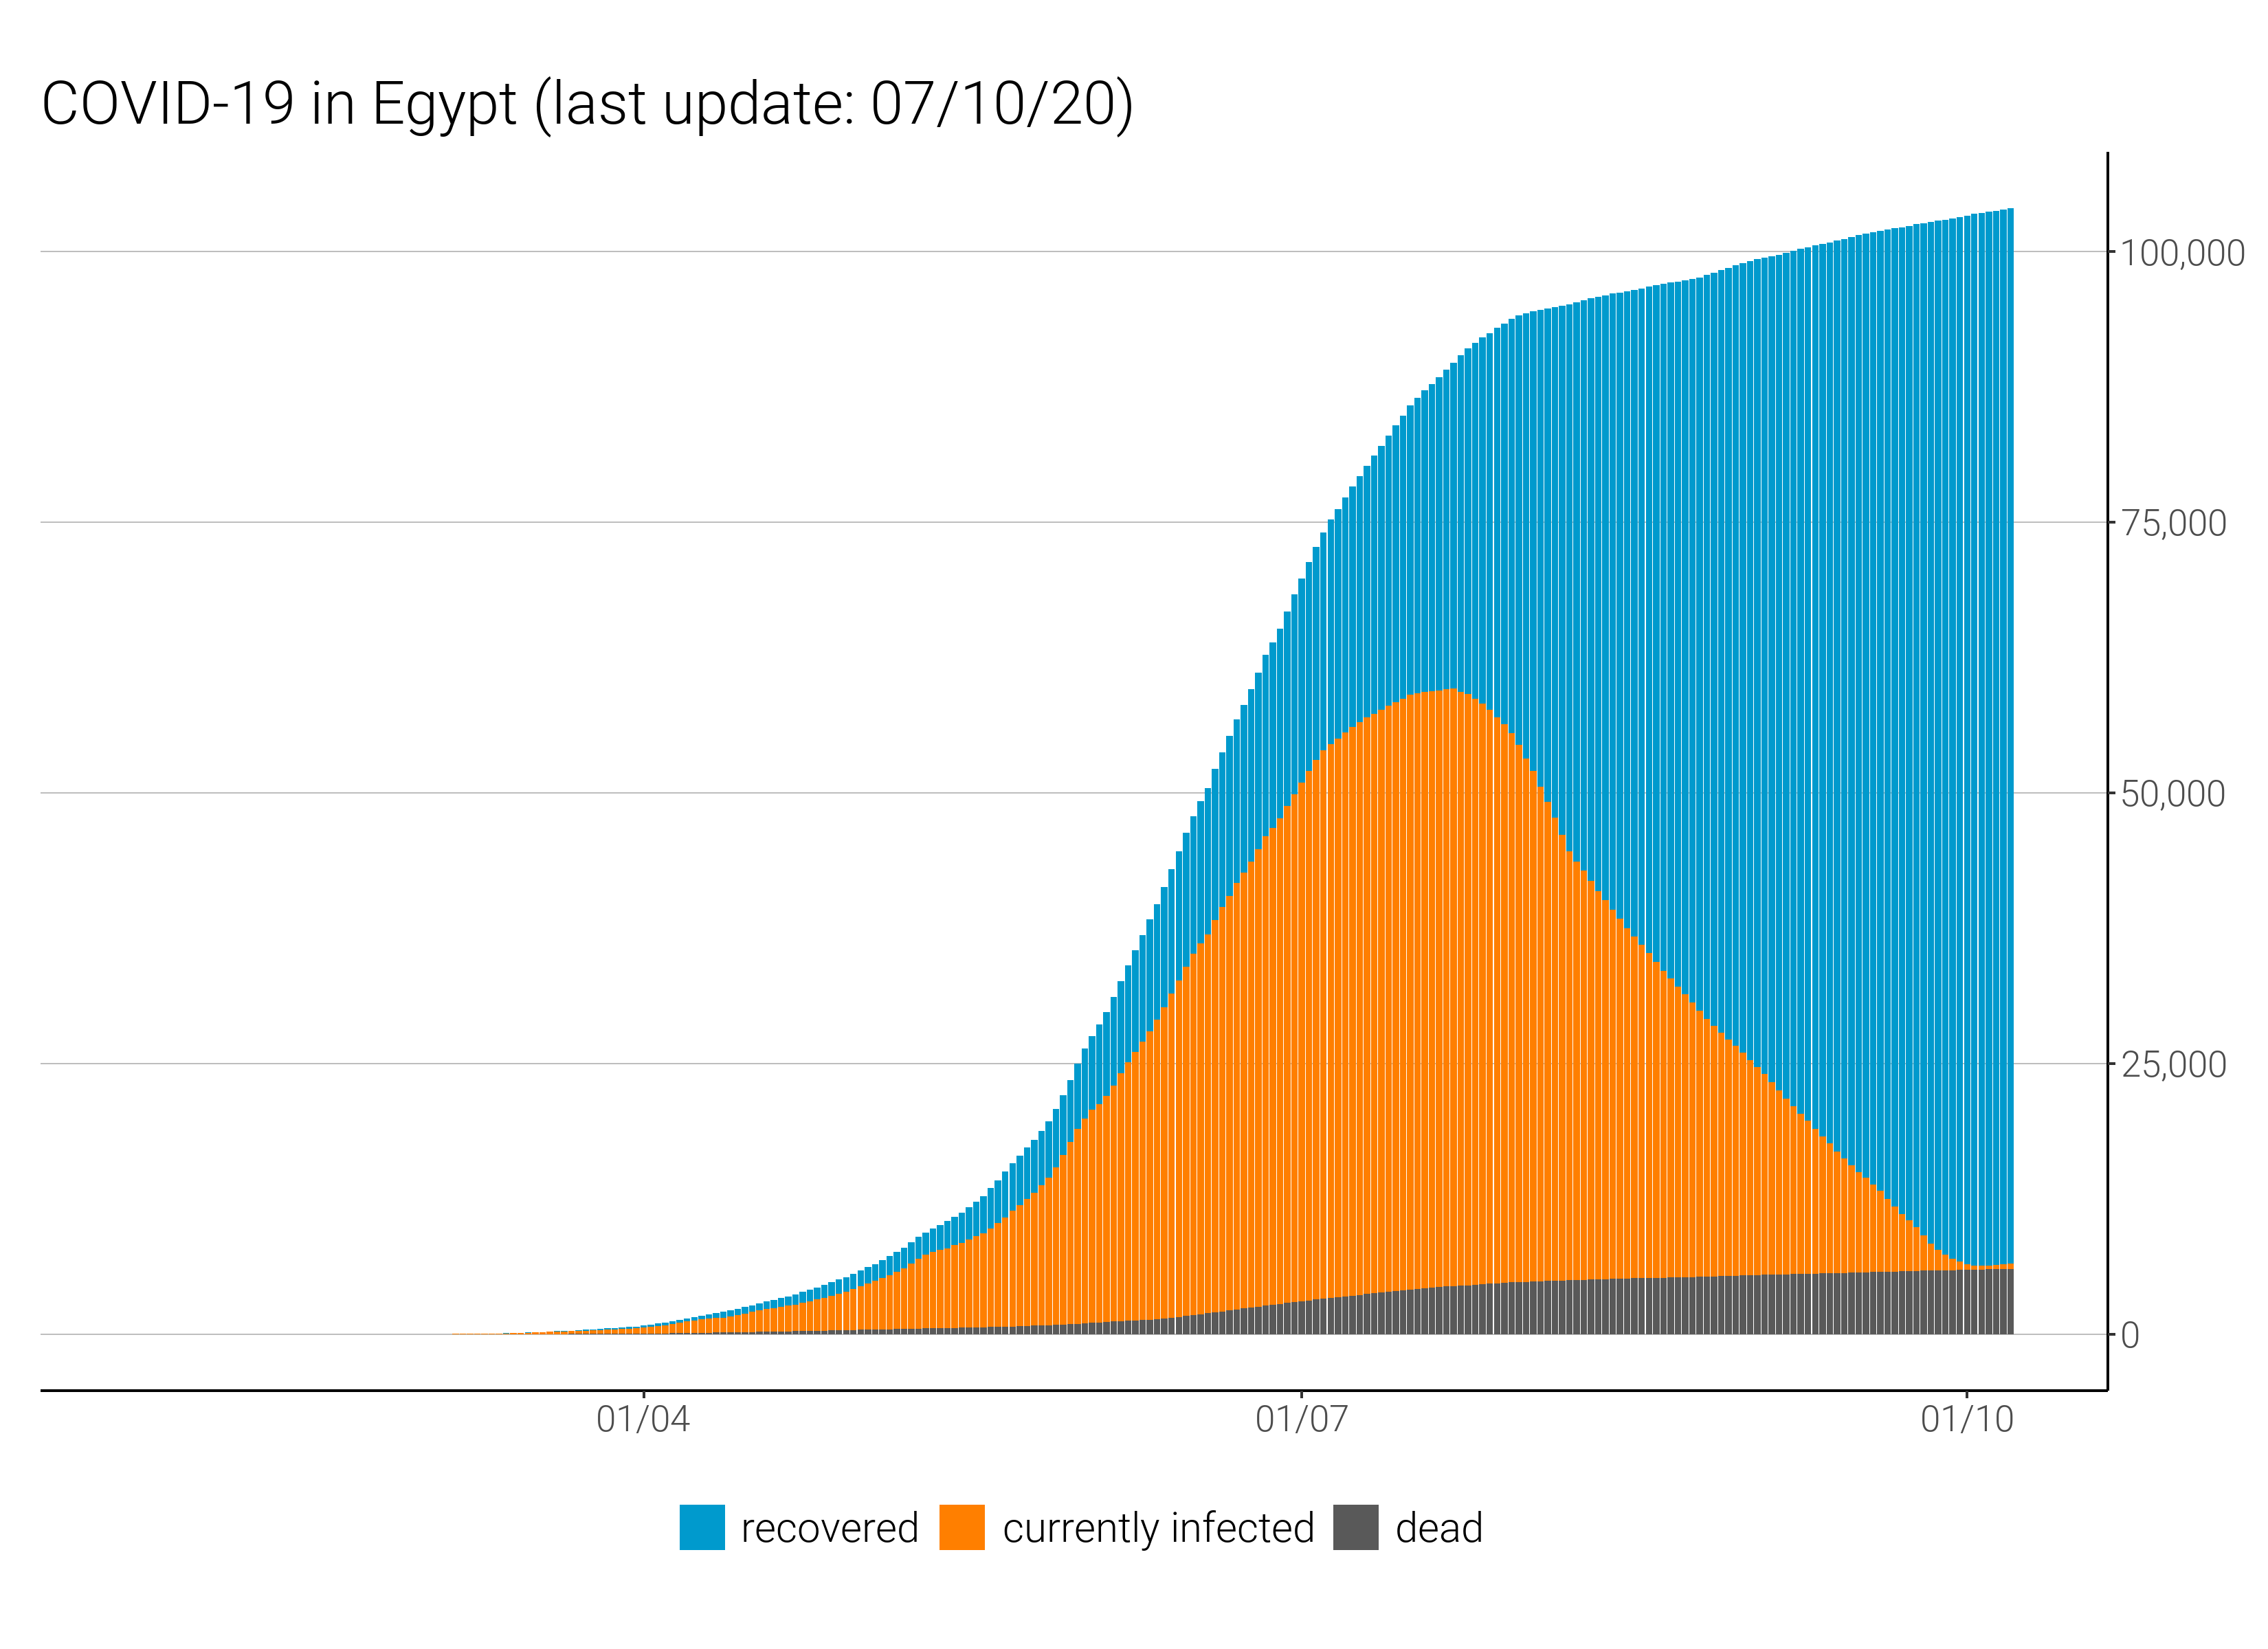 COVID-19 in Egypt (last update: 07/10/20)
100,000
75,000
50,000
25,000
0
01/04 01/07 01/10
recovered currently infected dead